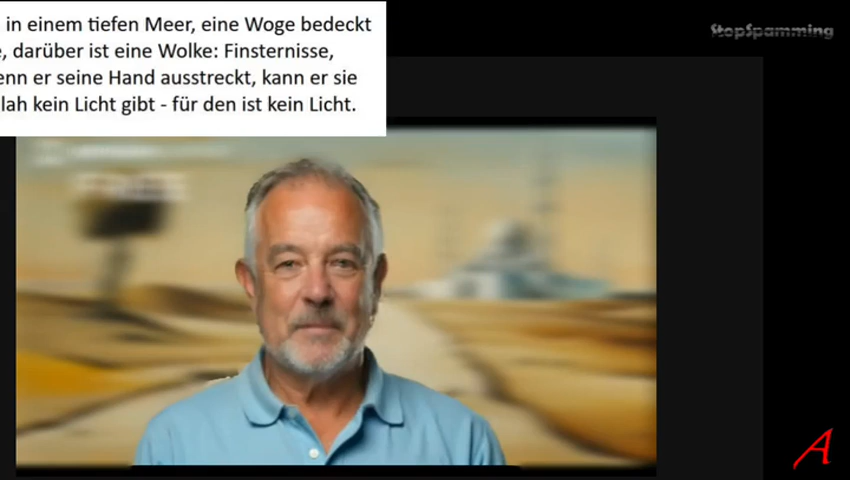 in einem tiefen Meer, eine Woge bedeckt
, darüber ist eine Wolke: Finsternisse,
enn er seine Hand ausstreckt, kann er sie
lah kein Licht gibt - für den ist kein Licht.
StopSpamming
A